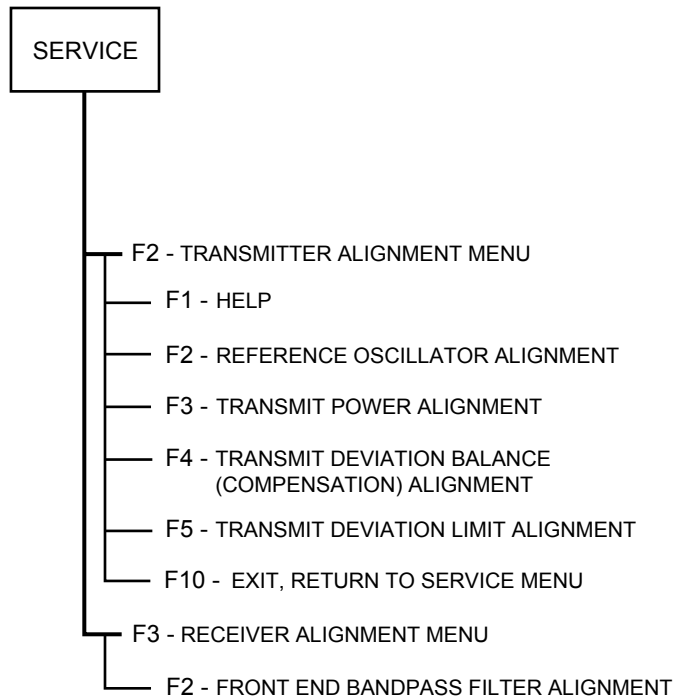 SERVICE
F2 - TRANSMITTER ALIGNMENT MENU
F1 - HELP
F2 - REFERENCE OSCILLATOR ALIGNMENT
F3 - TRANSMIT POWER ALIGNMENT
F4 - TRANSMIT DEVIATION BALANCE
(COMPENSATION) ALIGNMENT
F5 - TRANSMIT DEVIATION LIMIT ALIGNMENT
F10 - EXIT, RETURN TO SERVICE MENU
F3 - RECEIVER ALIGNMENT MENU
F2 - FRONT END BANDPASS FILTER ALIGNMENT